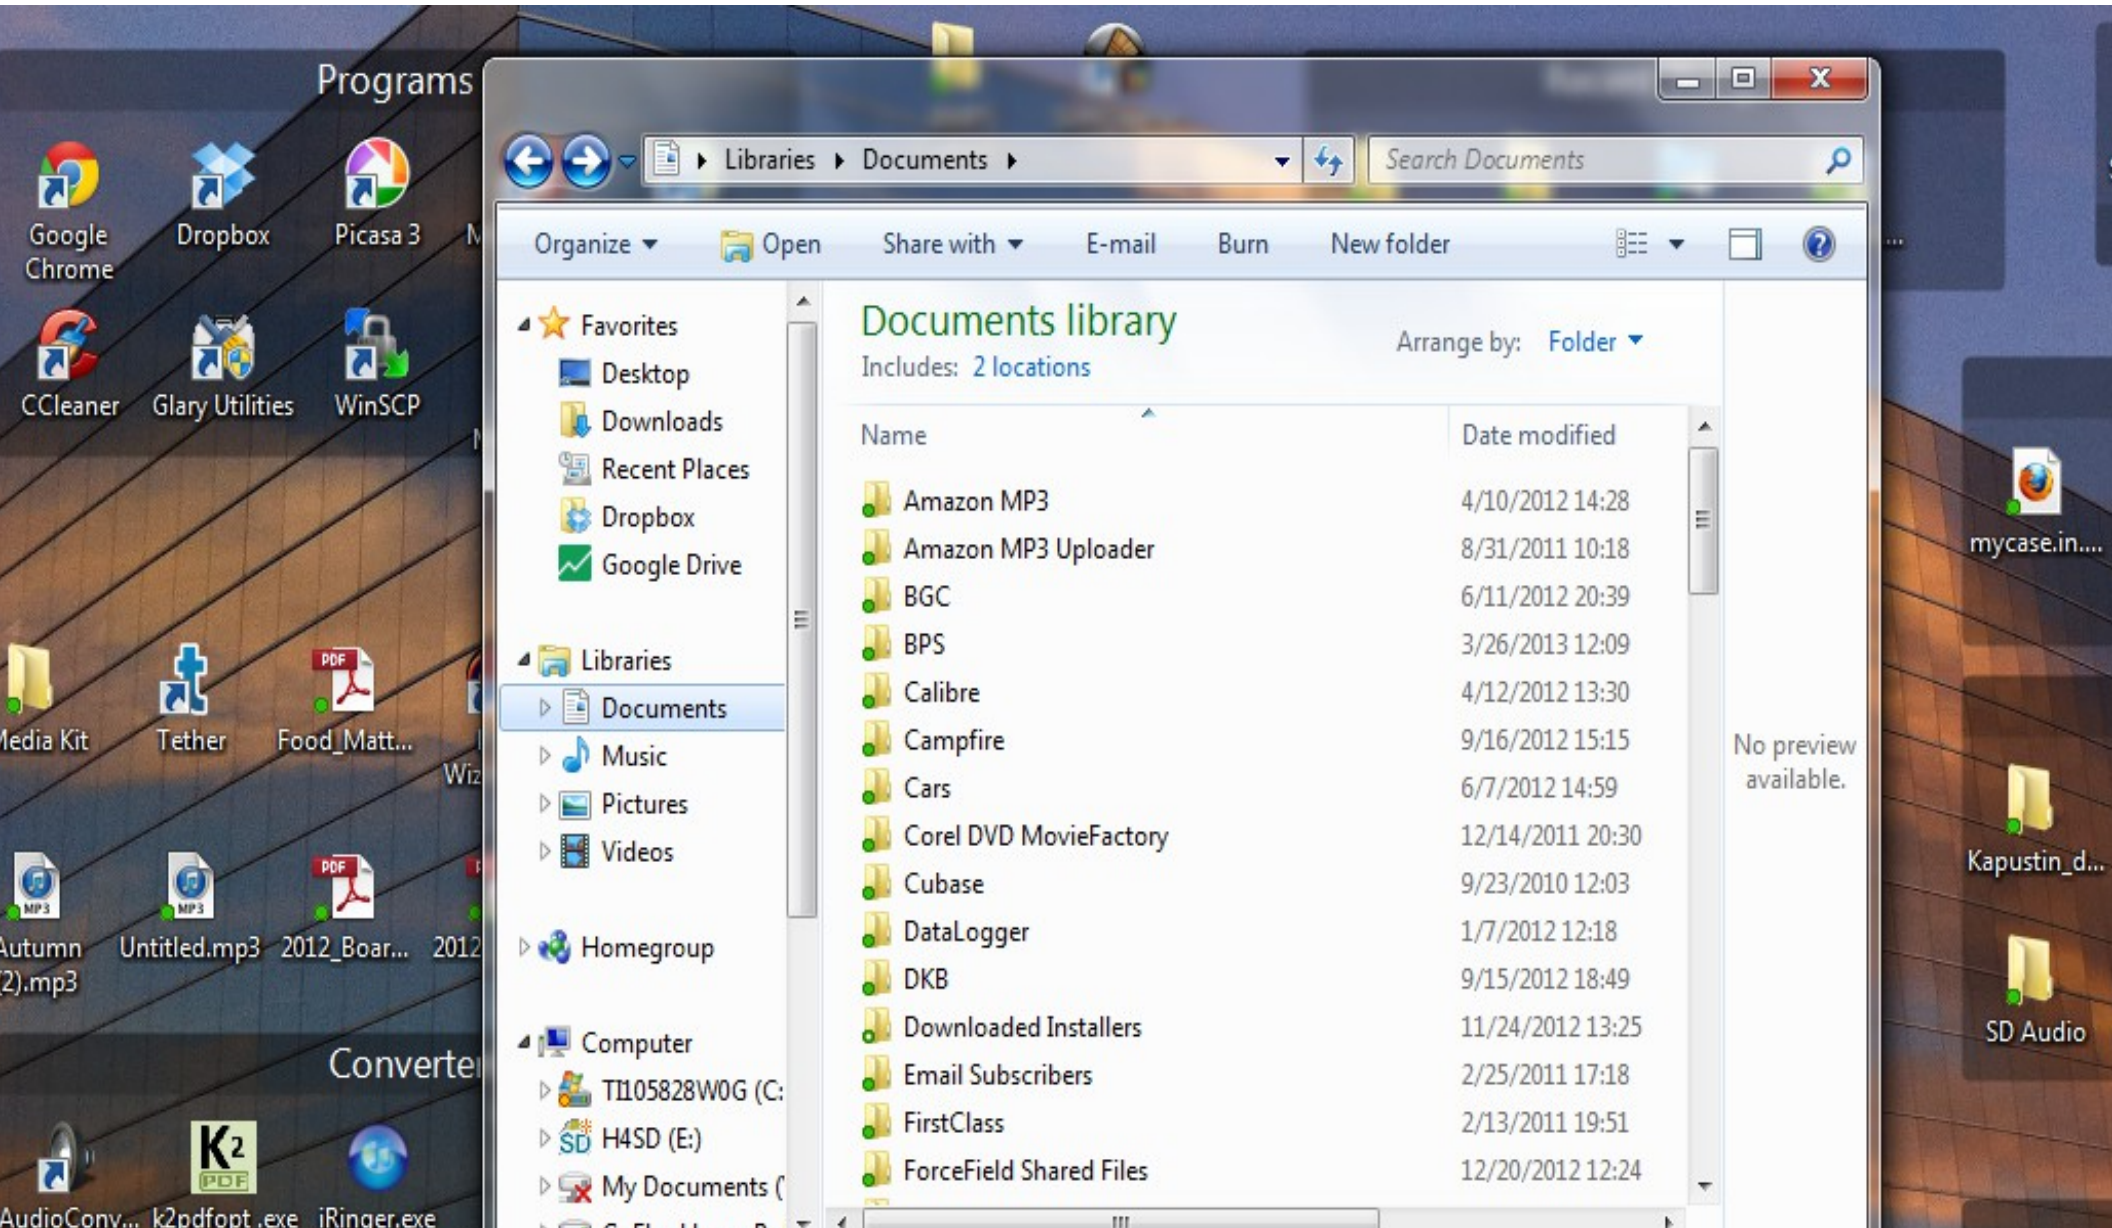 Programs
Google
Chrome
Dropbox
Picasa 3
CCleaner
Glary Utilities
WinSCP
Media Kit
Tether
Food_Matt...
Wiz
MP3
Autumn
(2).mp3
MP3
Untitled.mp3
PDF
PDF
2012_Boar...
2012
Converter
AudioConv...
K2
PDF
k2pdfopt .exe
iRinger.exe
Libraries
Documents
Search Documents
Organize
Open
Share with
E-mail
Burn
New folder
Favorites
Desktop
Downloads
Recent Places
Dropbox
Google Drive
Libraries
Documents
Music
Pictures
Videos
Homegroup
Computer
TI105828W0G (C:
SD H4SD (E:)
My Documents (
Documents library
Includes: 2 locations
Arrange by: Folder
Name Date modified
Amazon MP3 4/10/2012 14:28
Amazon MP3 Uploader 8/31/2011 10:18
BGC 6/11/2012 20:39
BPS 3/26/2013 12:09
Calibre 4/12/2012 13:30
Campfire 9/16/2012 15:15
Cars 6/7/2012 14:59
Corel DVD MovieFactory 12/14/2011 20:30
Cubase 9/23/2010 12:03
DataLogger 1/7/2012 12:18
DKB 9/15/2012 18:49
Downloaded Installers 11/24/2012 13:25
Email Subscribers 2/25/2011 17:18
FirstClass 2/13/2011 19:51
ForceField Shared Files 12/20/2012 12:24
No preview
available.
mycase.in....
Kapustin_d...
SD Audio